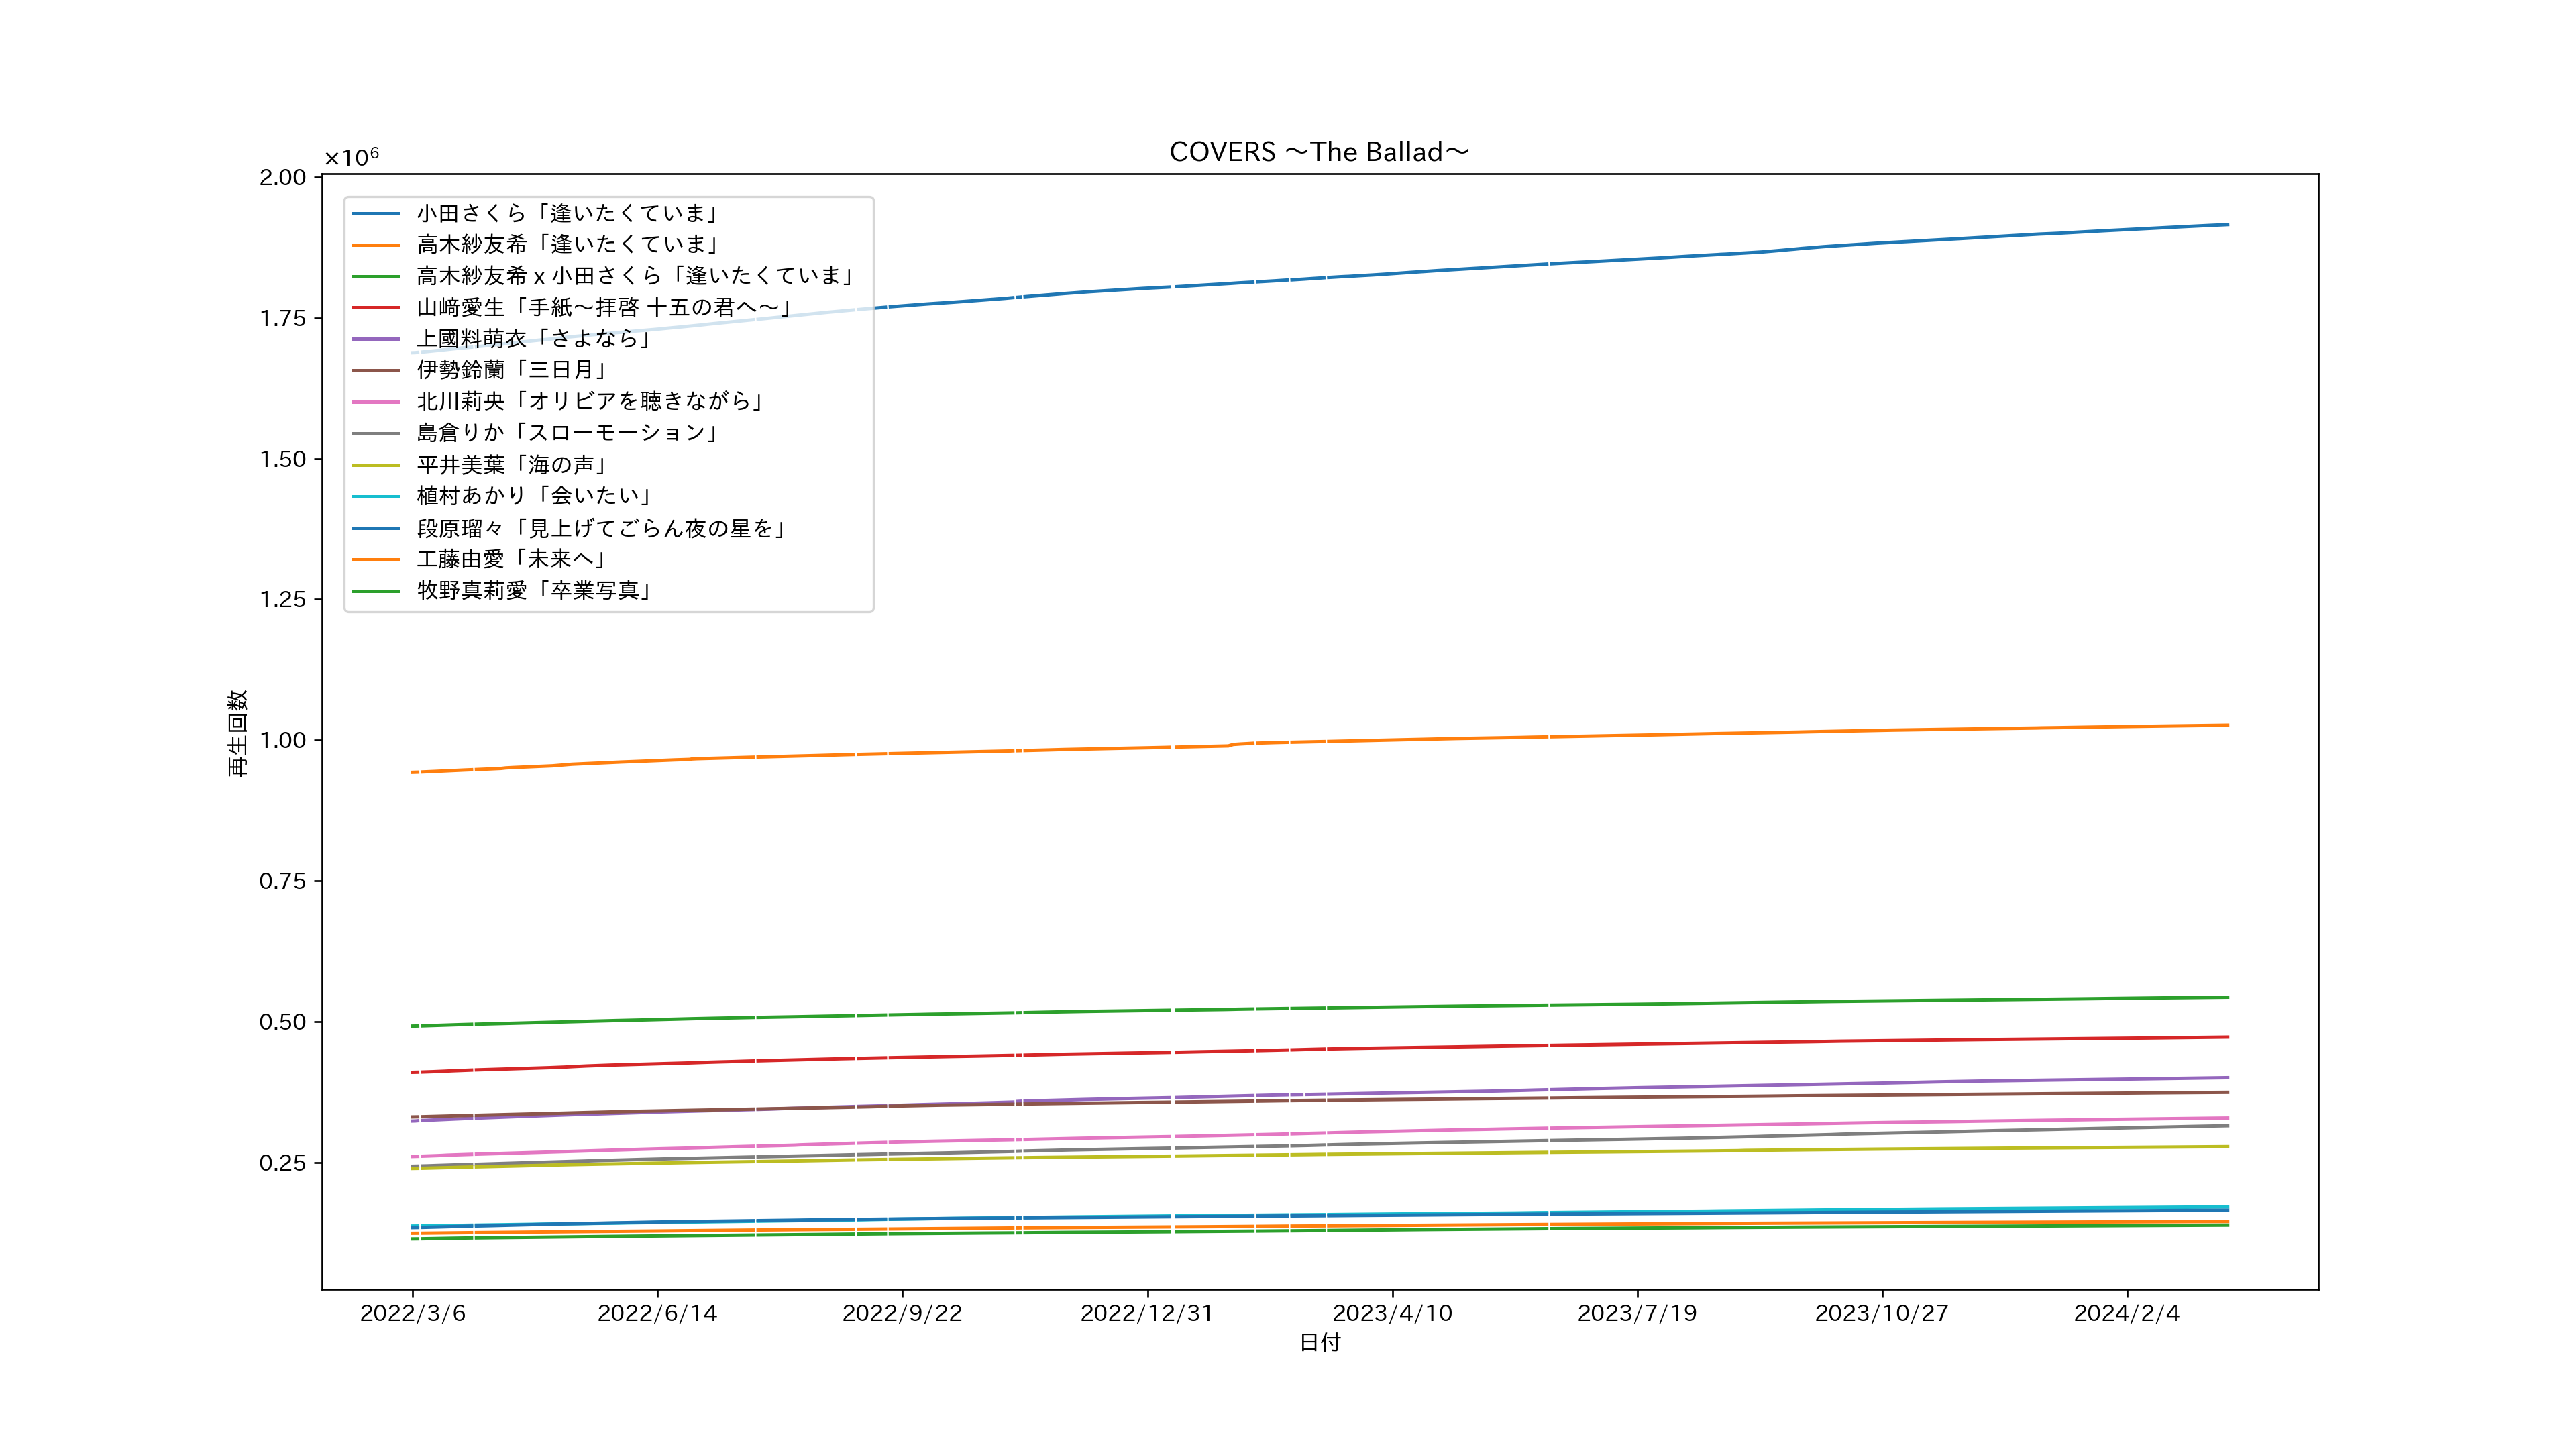 COVERS ～The Ballad～
×10⁶
2.00
1.75
1.50
1.25
1.00
0.75
0.50
0.25
再生回数
小田さくら「逢いたくていま」
高木紗友希「逢いたくていま」
高木紗友希 x 小田さくら「逢いたくていま」
山﨑愛生「手紙～拝啓 十五の君へ～」
上國料萌衣「さよなら」
伊勢鈴蘭「三日月」
北川莉央「オリビアを聴きながら」
島倉りか「スローモーション」
平井美葉「海の声」
植村あかり「会いたい」
段原瑠々「見上げてごらん夜の星を」
工藤由愛「未来へ」
牧野真莉愛「卒業写真」
2022/3/6
2022/6/14
2022/9/22
2022/12/31
2023/4/10
2023/7/19
2023/10/27
2024/2/4
日付